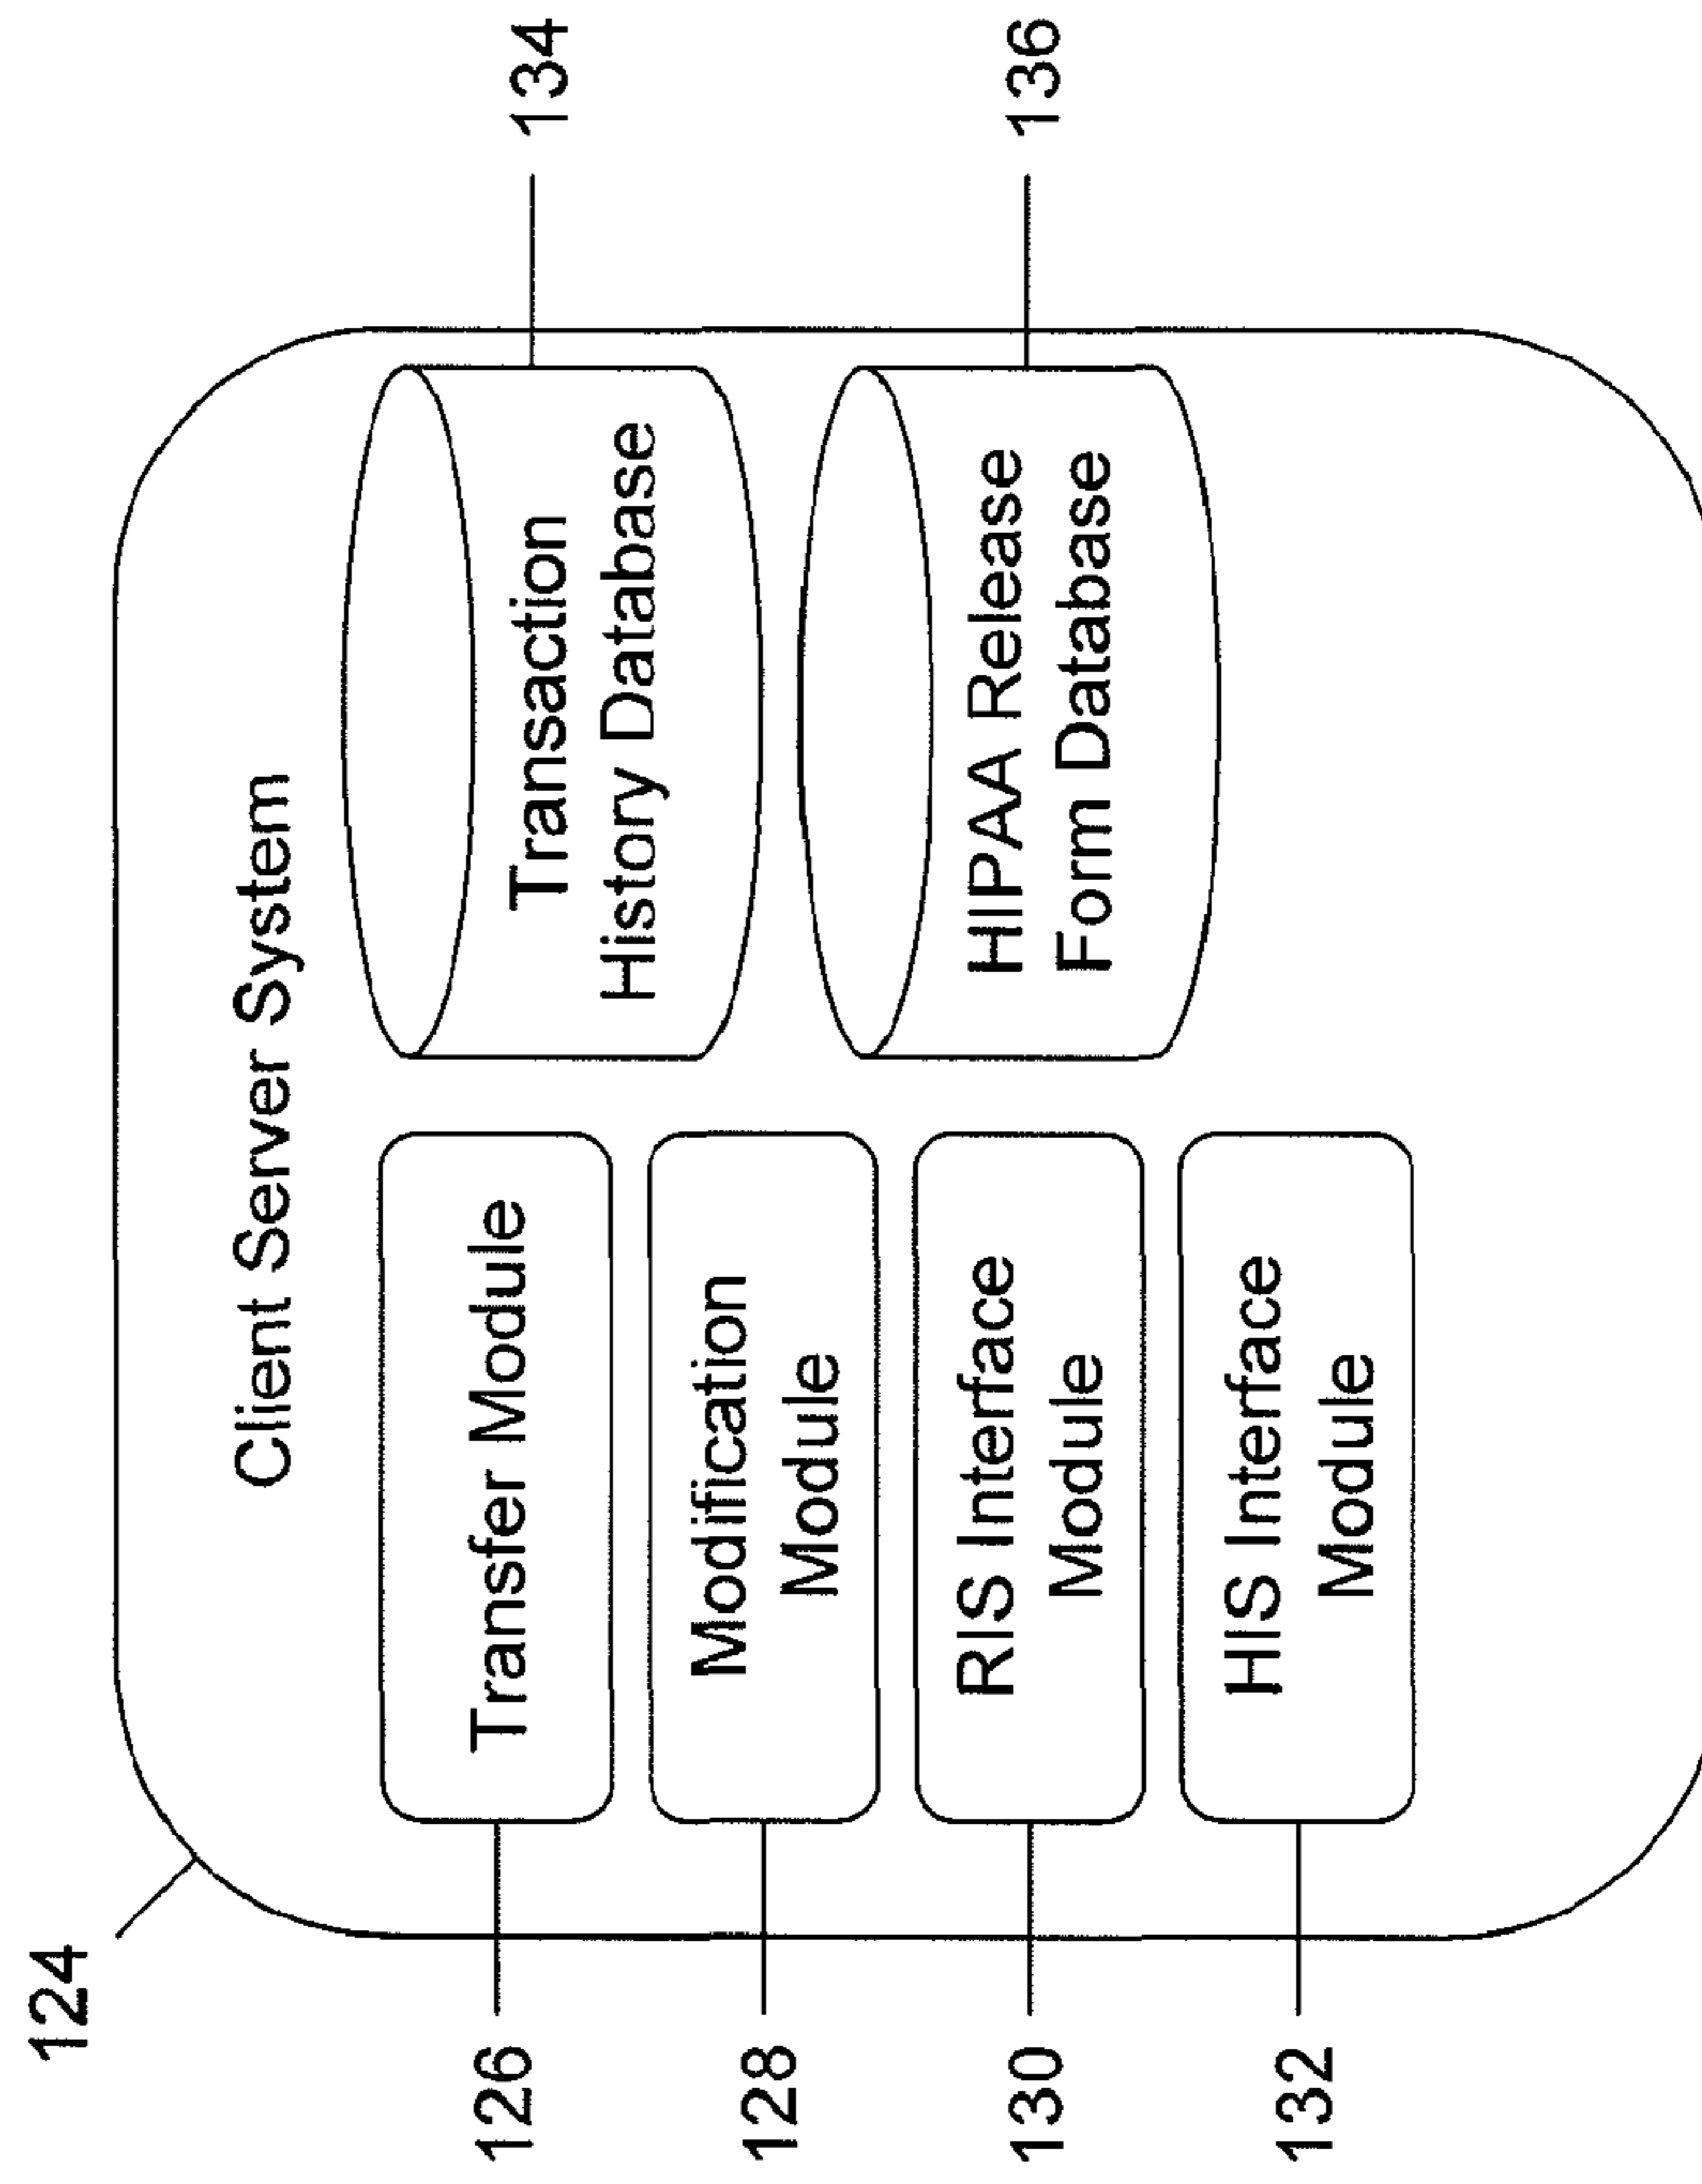 124
Client Server System
126
Transfer Module
Transaction
History Database
134
128
Modification
Module
130
RIS Interface
Module
HIPAA Release
Form Database
136
132
HIS Interface
Module